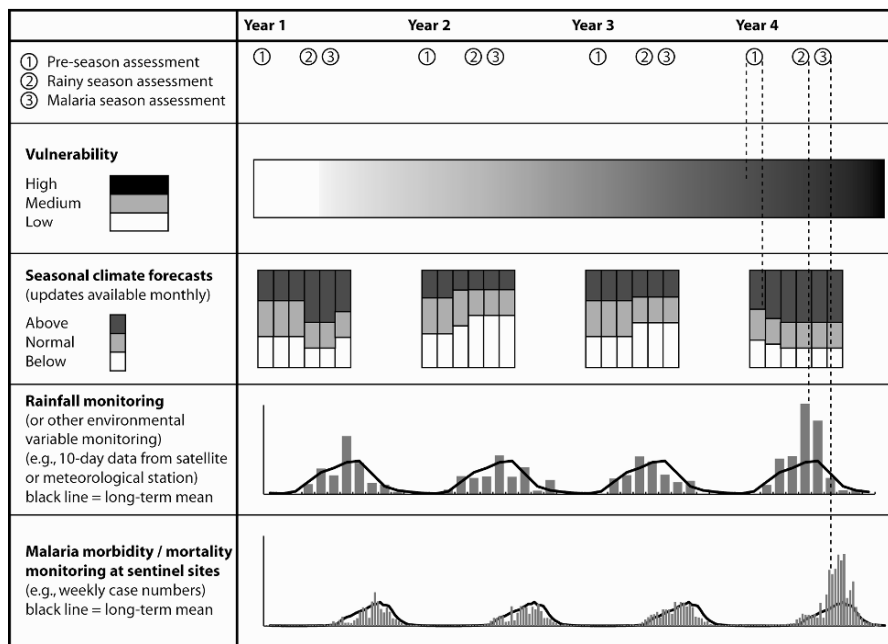 Year 1 Year 2 Year 3 Year 4
① Pre-season assessment
② Rainy season assessment
③ Malaria season assessment
① ② ③ ① ② ③ ① ② ③ ① ② ③
Vulnerability
High
Medium
Low
Seasonal climate forecasts
(updates available monthly)
Above
Normal
Below
Rainfall monitoring
(or other environmental
variable monitoring)
(e.g., 10-day data from satellite
or meteorological station)
black line = long-term mean
Malaria morbidity / mortality
monitoring at sentinel sites
(e.g., weekly case numbers)
black line = long-term mean